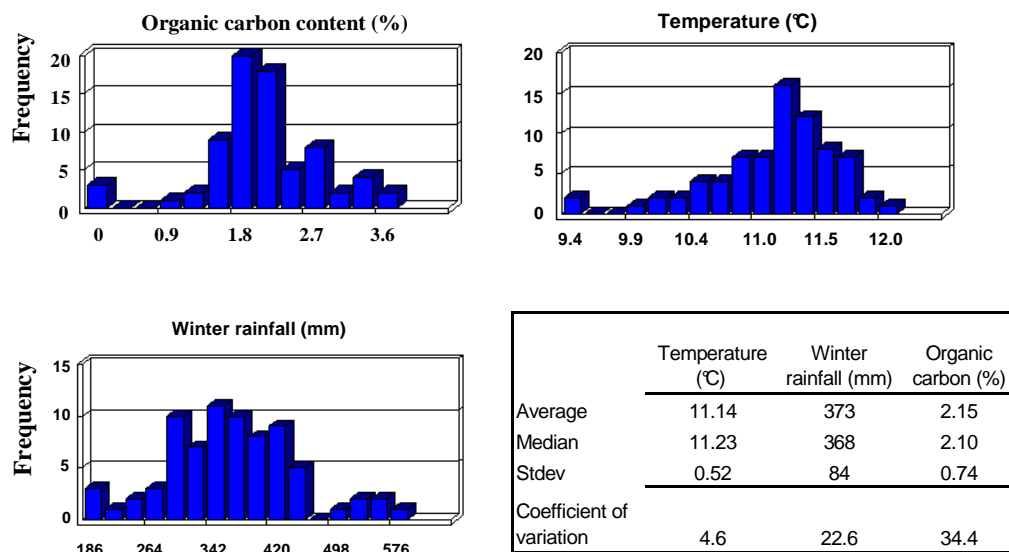 Organic carbon content (%)
Frequency
20
15
10
5
0
0 0.9 1.8 2.7 3.6
Temperature (℃)
20
15
10
5
0
9.4 9.9 10.4 11.0 11.5 12.0
Winter rainfall (mm)
Frequency
15
10
5
0
186 264 342 420 498 576
Temperature Winter Organic
(℃) rainfall (mm) carbon (%)
Average 11.14 373 2.15
Median 11.23 368 2.10
Stdev 0.52 84 0.74
Coefficient of
variation 4.6 22.6 34.4